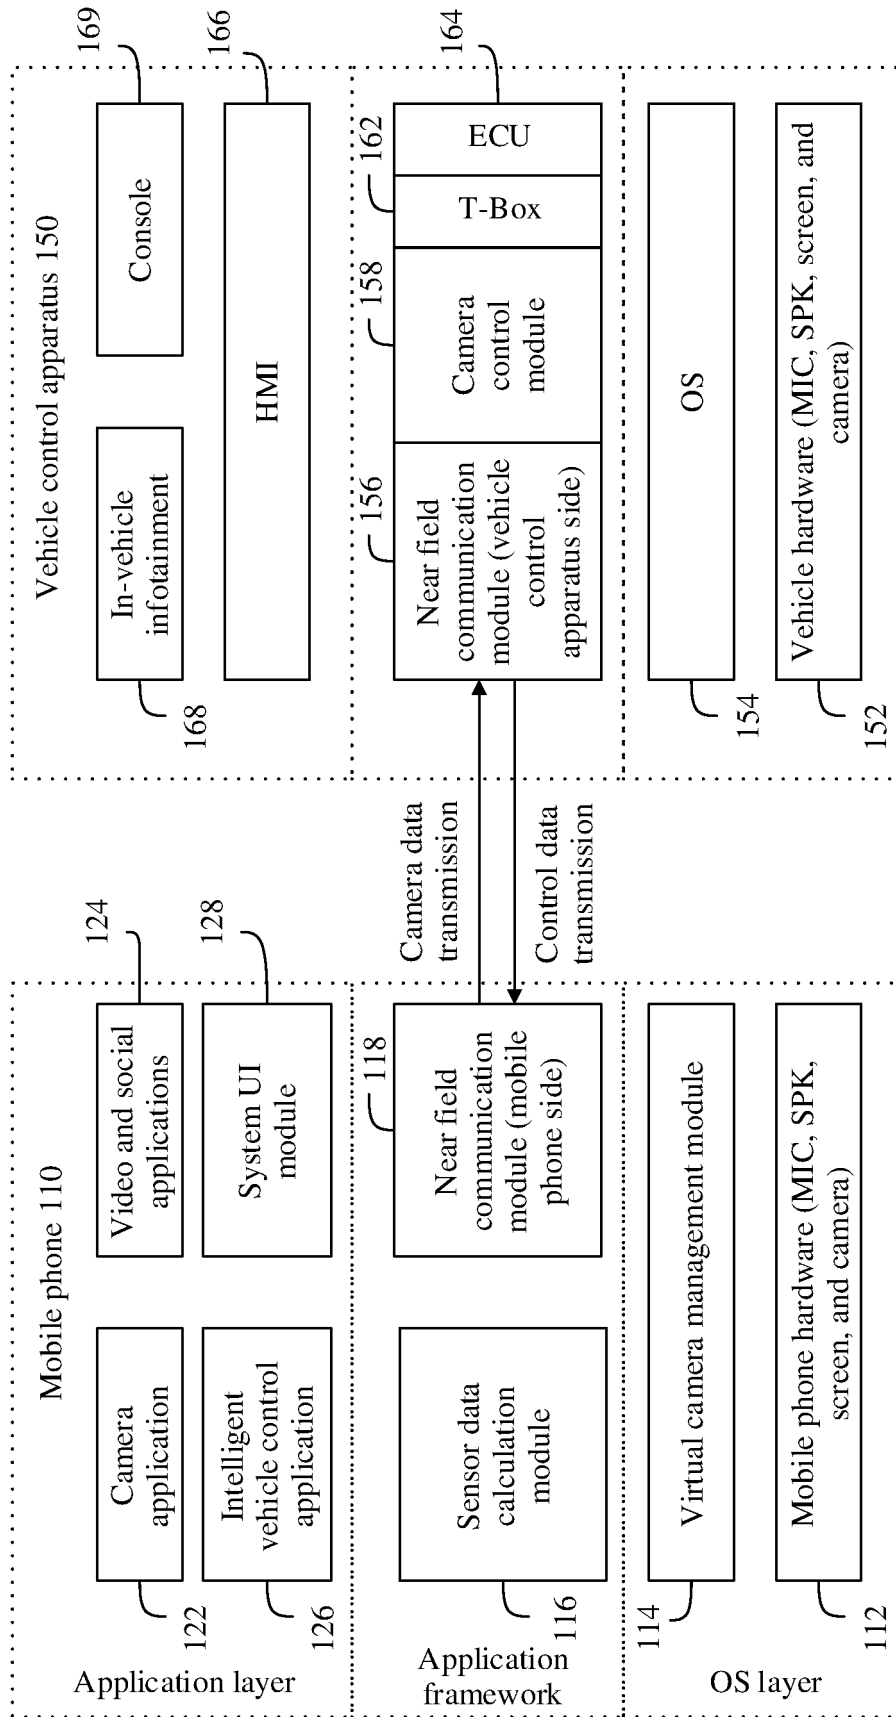 Mobile phone 110
Vehicle control apparatus 150
Application layer
122
Camera
application
Video and social
applications
124
126
Intelligent
vehicle control
application
System UI
module
128
168
In-vehicle
infotainment
Console
169
HMI
166
Application
framework
116
Sensor data
calculation
module
118
Near field
communication
module (mobile
phone side)
Camera data
transmission
Control data
transmission
156
Near field
communication
module (vehicle
control
apparatus side)
158
Camera
control
module
162
T-Box
ECU
164
OS layer
114
Virtual camera management module
112
Mobile phone hardware (MIC, SPK,
screen, and camera)
154
OS
152
Vehicle hardware (MIC, SPK, screen, and
camera)